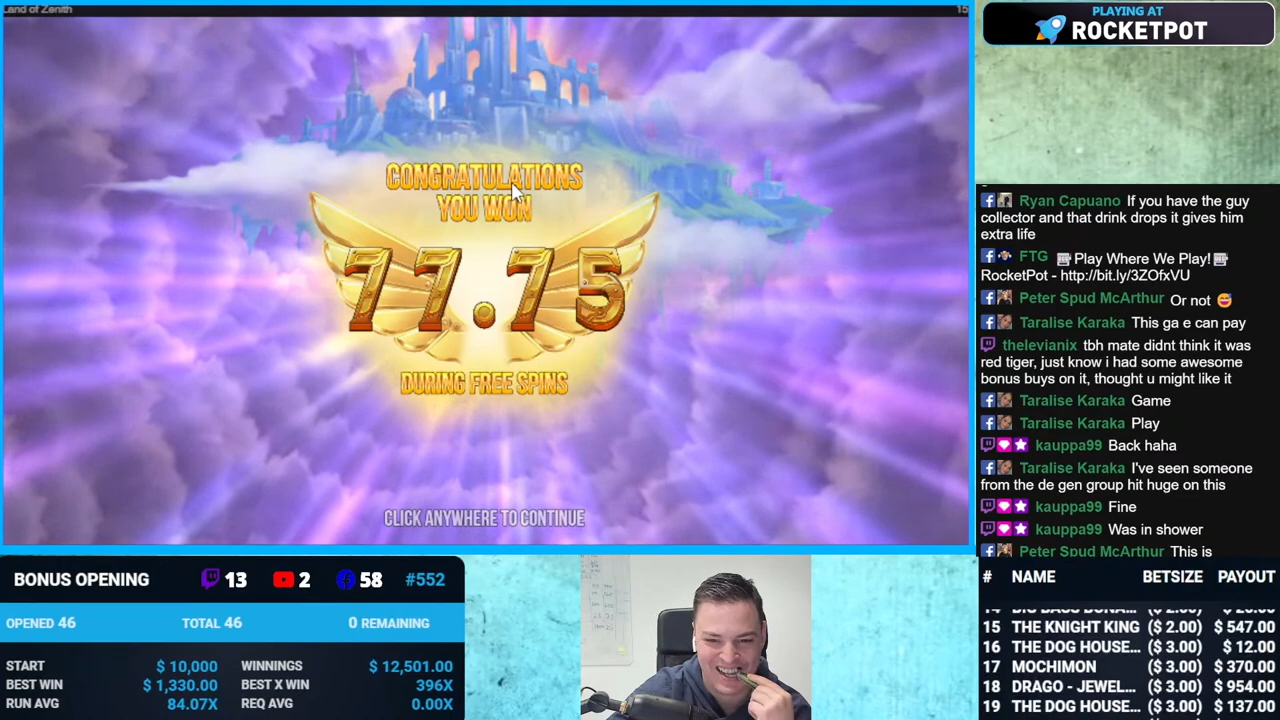 Land of Zenith
15
CONGRATULATIONS
YOU WON
77.75
DURING FREE SPINS
CLICK ANYWHERE TO CONTINUE
PLAYING AT
ROCKETPOT
Ryan Capuano If you have the guy
collector and that drink drops it gives him
extra life
FTG Play Where We Play!
RocketPot - http://bit.ly/3ZOfxVU
Peter Spud McArthur Or not
Taralise Karaka This ga e can pay
thelevianix tbh mate didnt think it was
red tiger, just know i had some awesome
bonus buys on it, thought u might like it
Taralise Karaka Game
Taralise Karaka Play
kauppa99 Back haha
Taralise Karaka I've seen someone
from the de gen group hit huge on this
kauppa99 Fine
kauppa99 Was in shower
Peter Spud McArthur This is
BONUS OPENING 13 2 58 #552
OPENED 46 TOTAL 46 0 REMAINING
START $ 10,000 WINNINGS $ 12,501.00
BEST WIN $ 1,330.00 BEST X WIN 396X
RUN AVG 84.07X REQ AVG 0.00X
# NAME BETSIZE PAYOUT
15 THE KNIGHT KING ($ 2.00) $ 547.00
16 THE DOG HOUSE... ($ 3.00) $ 12.00
17 MOCHIMON ($ 3.00) $ 370.00
18 DRAGO - JEWEL... ($ 3.00) $ 954.00
19 THE DOG HOUSE... ($ 3.00) $ 137.00